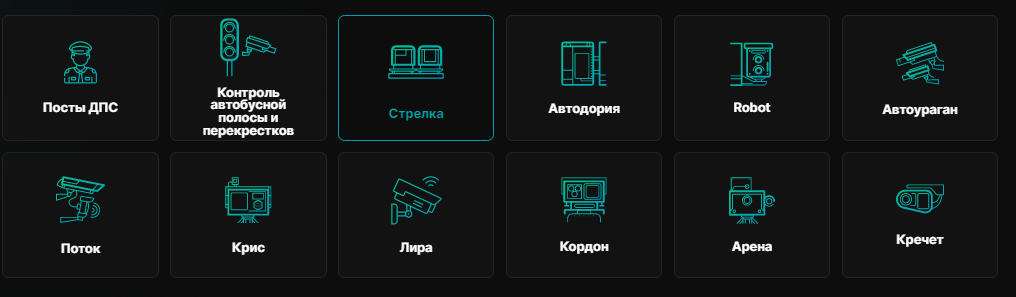 Посты ДПС
Контроль
автобусной
полосы и
перекрестков
Стрелка
Автодория
Robot
Автоураган
Поток
Крис
Лира
Кордон
Арена
Кречет